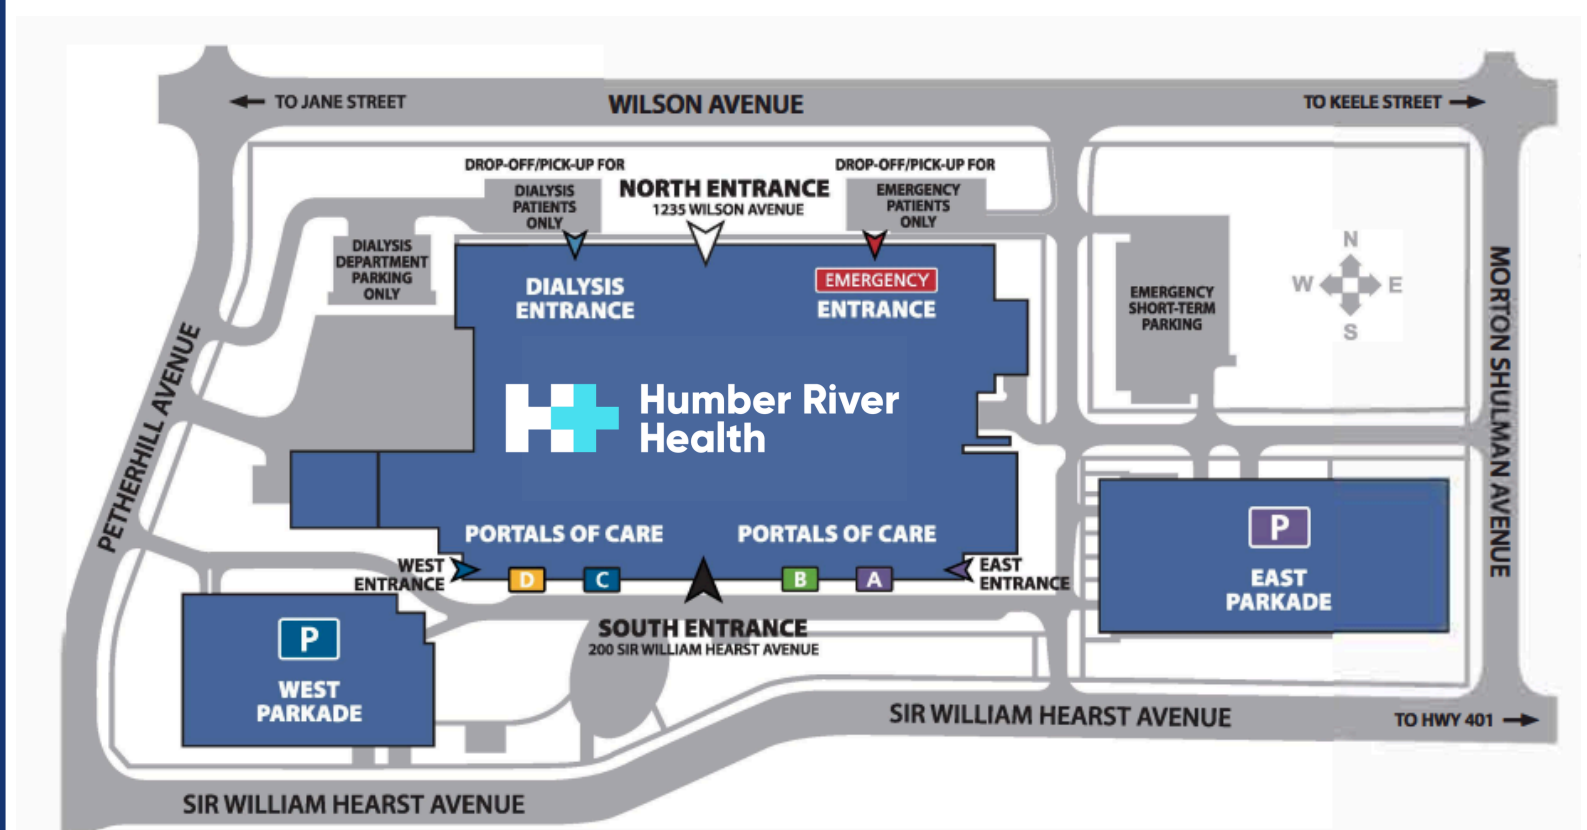 TO JANE STREET
WILSON AVENUE
TO KEELE STREET
DROP-OFF/PICK-UP FOR
DIALYSIS
PATIENTS
ONLY
NORTH ENTRANCE
1235 WILSON AVENUE
DROP-OFF/PICK-UP FOR
EMERGENCY
PATIENTS
ONLY
DIALYSIS
DEPARTMENT
PARKING
ONLY
DIALYSIS
ENTRANCE
EMERGENCY
ENTRANCE
EMERGENCY
SHORT-TERM
PARKING
N
W
E
S
PETHERHILL AVENUE
MORTON SHULMAN AVENUE
H
Humber River
Health
PORTALS OF CARE
PORTALS OF CARE
WEST
ENTRANCE
D
C
B
A
EAST
ENTRANCE
P
EAST
PARKADE
SOUTH ENTRANCE
200 SIR WILLIAM HEARST AVENUE
P
WEST
PARKADE
SIR WILLIAM HEARST AVENUE
TO HWY 401
SIR WILLIAM HEARST AVENUE